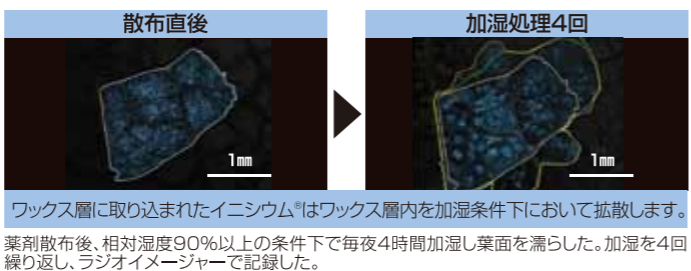 散布直後
加湿処理4回
1㎜
1㎜
ワックス層に取り込まれたイニシウム®はワックス層内を加湿条件下において拡散します。
薬剤散布後、相対湿度90%以上の条件下で毎夜4時間加湿し葉面を濡らした。加湿を4回
繰り返し、ラジオイメージャーで記録した。